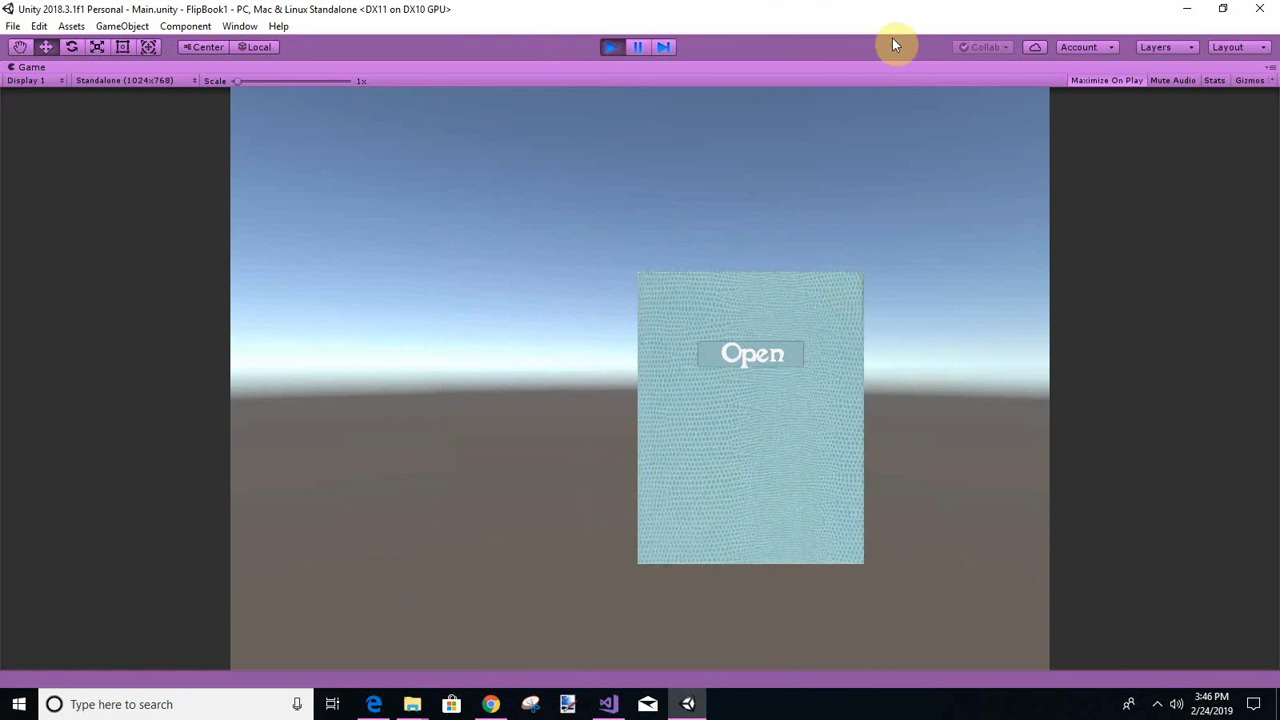 Unity 2018.3.1f1 Personal - Main.unity - FlipBook1 - PC, Mac & Linux Standalone <DX11 on DX10 GPU>
File Edit Assets GameObject Component Window Help
Center Local Collab Account Layers Layout
Game
Display 1 Standalone (1024x768) Scale 1x Maximize On Play Mute Audio Stats Gizmos
Open
Type here to search
3:46 PM
2/24/2019